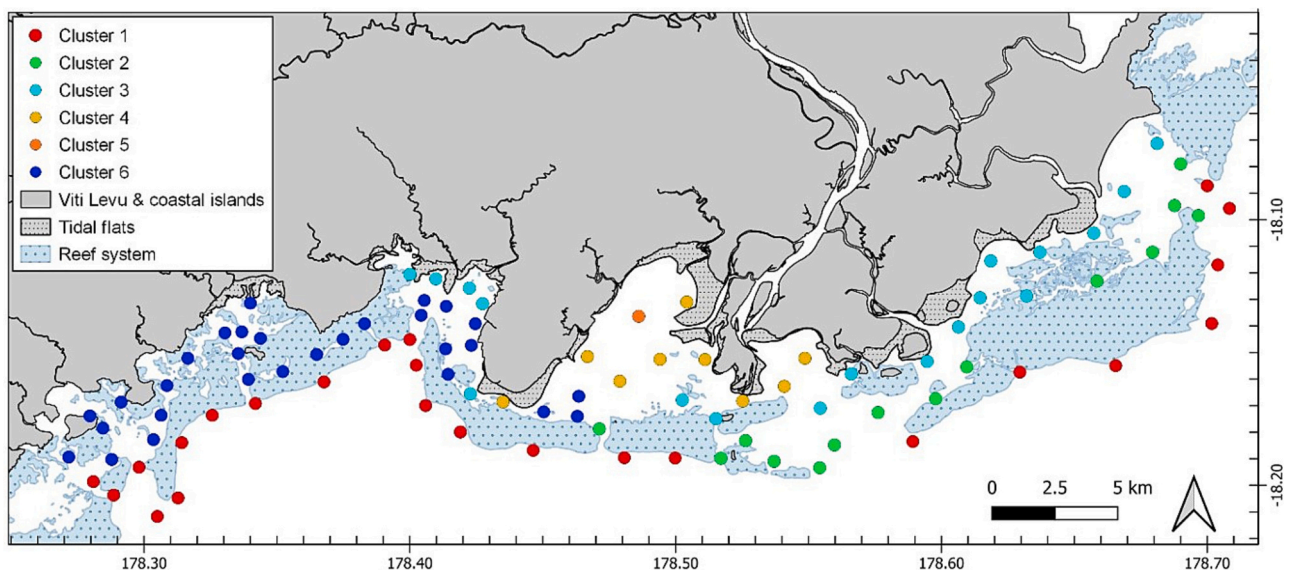 Cluster 1
Cluster 2
Cluster 3
Cluster 4
Cluster 5
Cluster 6
Viti Levu & coastal islands
Tidal flats
Reef system
-18.10
-18.20
0 2.5 5 km
178.30 178.40 178.50 178.60 178.70